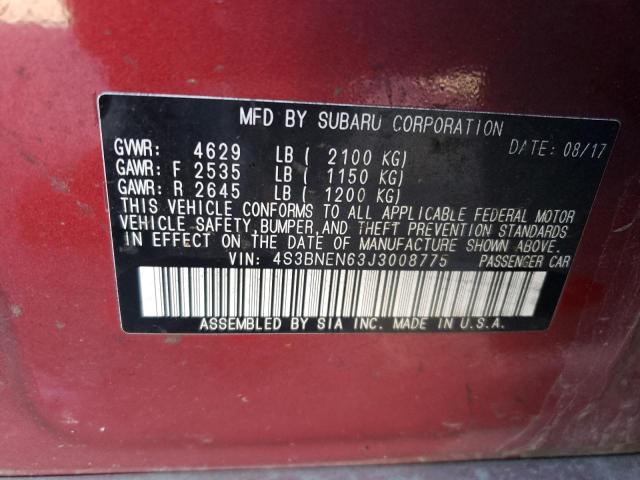 MFD BY SUBARU CORPORATION
DATE: 08/17
GVWR: 4629 LB ( 2100 KG)
GAWR: F 2535 LB ( 1150 KG)
GAWR: R 2645 LB ( 1200 KG)
THIS VEHICLE CONFORMS TO ALL APPLICABLE FEDERAL MOTOR
VEHICLE SAFETY, BUMPER, AND THEFT PREVENTION STANDARDS
IN EFFECT ON THE DATE OF MANUFACTURE SHOWN ABOVE.
VIN: 4S3BNEN63J3008775 PASSENGER CAR
ASSEMBLED BY SIA INC. MADE IN U.S.A.